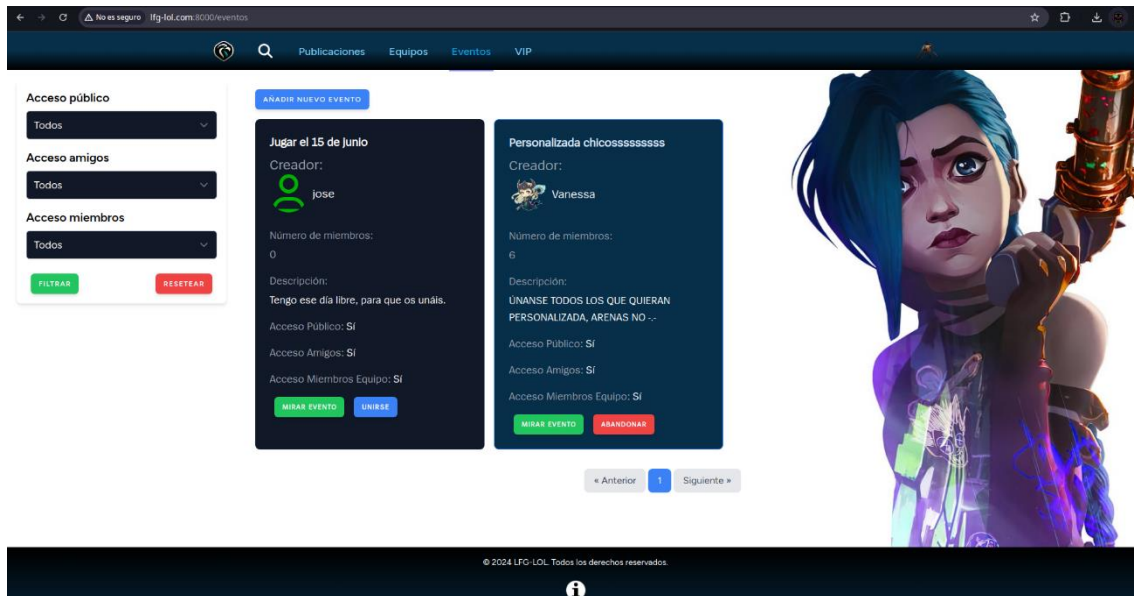 No es seguro lfg-lol.com:8000/eventos
Publicaciones Equipos Eventos VIP
Acceso público
Todos
Acceso amigos
Todos
Acceso miembros
Todos
FILTRAR RESETEAR
AÑADIR NUEVO EVENTO
Jugar el 15 de junio
Creador:
jose
Número de miembros:
0
Descripción:
Tengo ese día libre, para que os unáis.
Acceso Público: Sí
Acceso Amigos: Sí
Acceso Miembros Equipo: Sí
MIRAR EVENTO UNIRSE
Personalizada chicosssssssss
Creador:
Vanessa
Número de miembros:
6
Descripción:
ÚNANSE TODOS LOS QUE QUIERAN
PERSONALIZADA, ARENAS NO -.-
Acceso Público: Sí
Acceso Amigos: Sí
Acceso Miembros Equipo: Sí
MIRAR EVENTO ABANDONAR
« Anterior 1 Siguiente »
© 2024 LFG-LOL. Todos los derechos reservados.